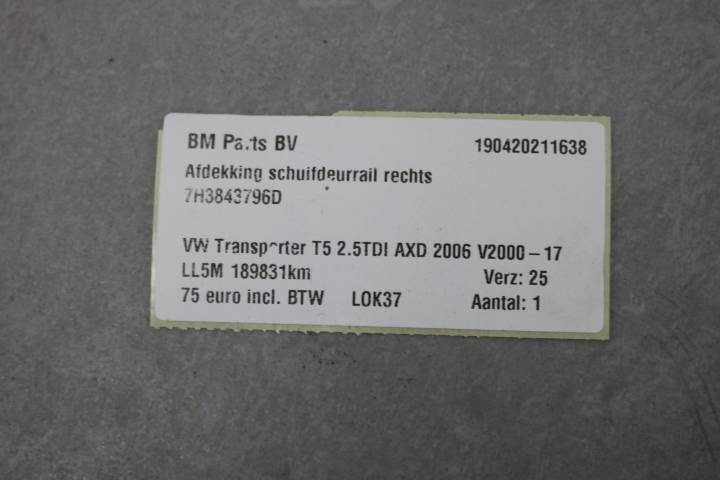 BM Parts BV 190420211638
Afdekking schuifdeurrail rechts
7H3843796D
VW Transporter T5 2.5TDI AXD 2006 V2000-17
LL5M 189831km Verz: 25
75 euro incl. BTW LOK37 Aantal: 1